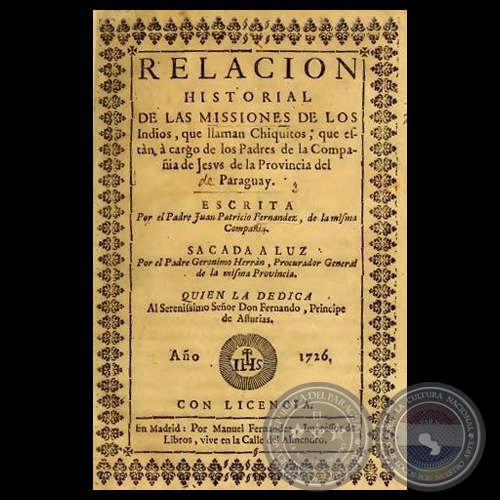 RELACION
HISTORIAL
DE LAS MISSIONES DE LOS
Indios, que llaman Chiquitos, que es-
tàn à cargo de los Padres de la Compa-
ñia de Jesvs de la Provincia del
de Paraguay.
ESCRITA
Por el Padre Juan Patricio Fernandez, de la misma
Compañia.
SACADA A LUZ
Por el Padre Geronimo Herràn, Procurador General
de la misma Provincia.
QUIEN LA DEDICA
Al Serenissimo Señor Don Fernando, Principe
de Asturias.
Año 1726.
IHS
CON LICENCIA.
En Madrid: Por Manuel Fernandez, Impressor de
Libros, vive en la Calle del Almendro.